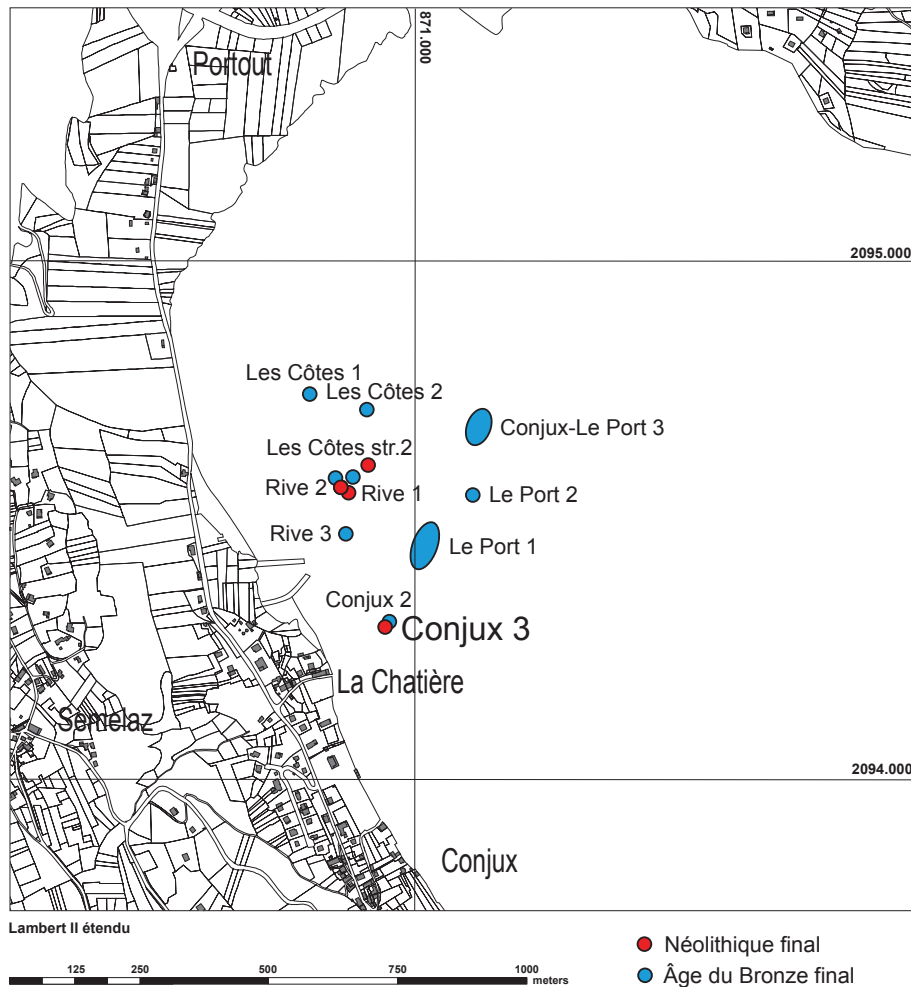 Portout
871.000
2095.000
Les Côtes 1
Les Côtes 2
Conjux-Le Port 3
Les Côtes str.2
Rive 2
Rive 1
Le Port 2
Rive 3
Le Port 1
Conjux 2
Conjux 3
La Chatière
Semelaz
2094.000
Conjux
Lambert II étendu
Néolithique final
125 250 500 750 1000
meters
Âge du Bronze final